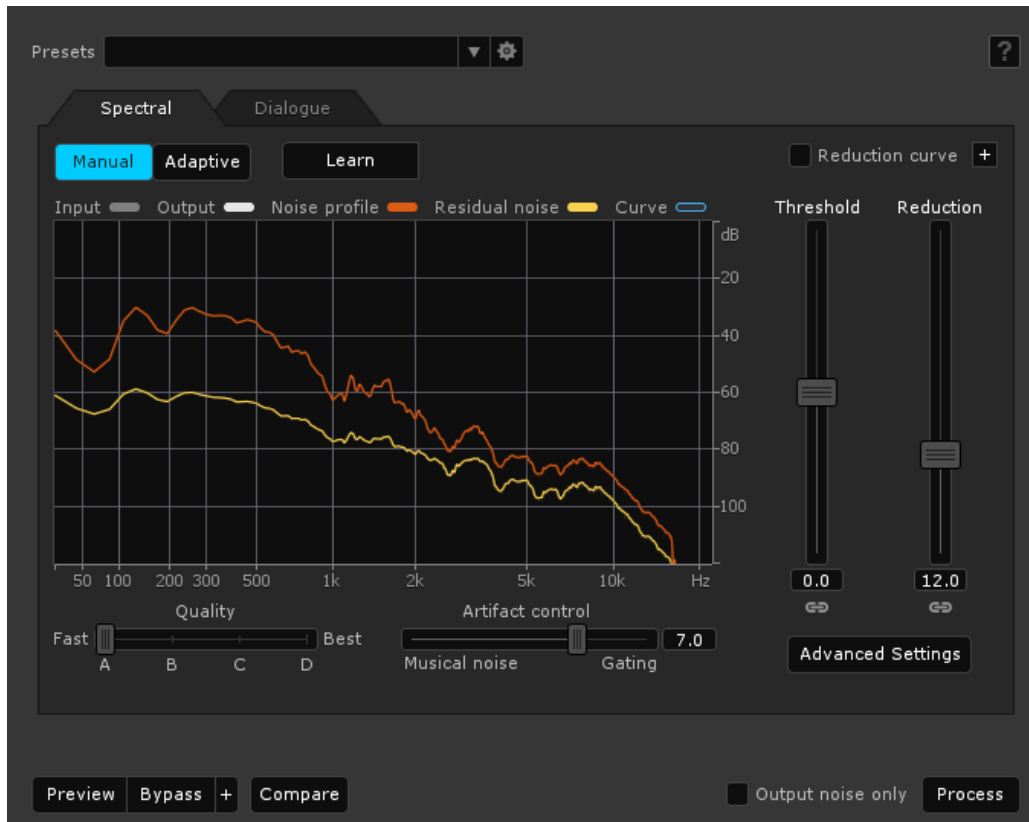 Presets
?
Spectral Dialogue
Manual Adaptive Learn Reduction curve +
Input Output Noise profile Residual noise Curve Threshold Reduction
dB
-20
-40
-60
-80
-100
50 100 200 300 500 1k 2k 5k 10k Hz
0.0 12.0
Quality Artifact control
Fast Best 7.0
A B C D Musical noise Gating
Advanced Settings
Preview Bypass + Compare Output noise only Process